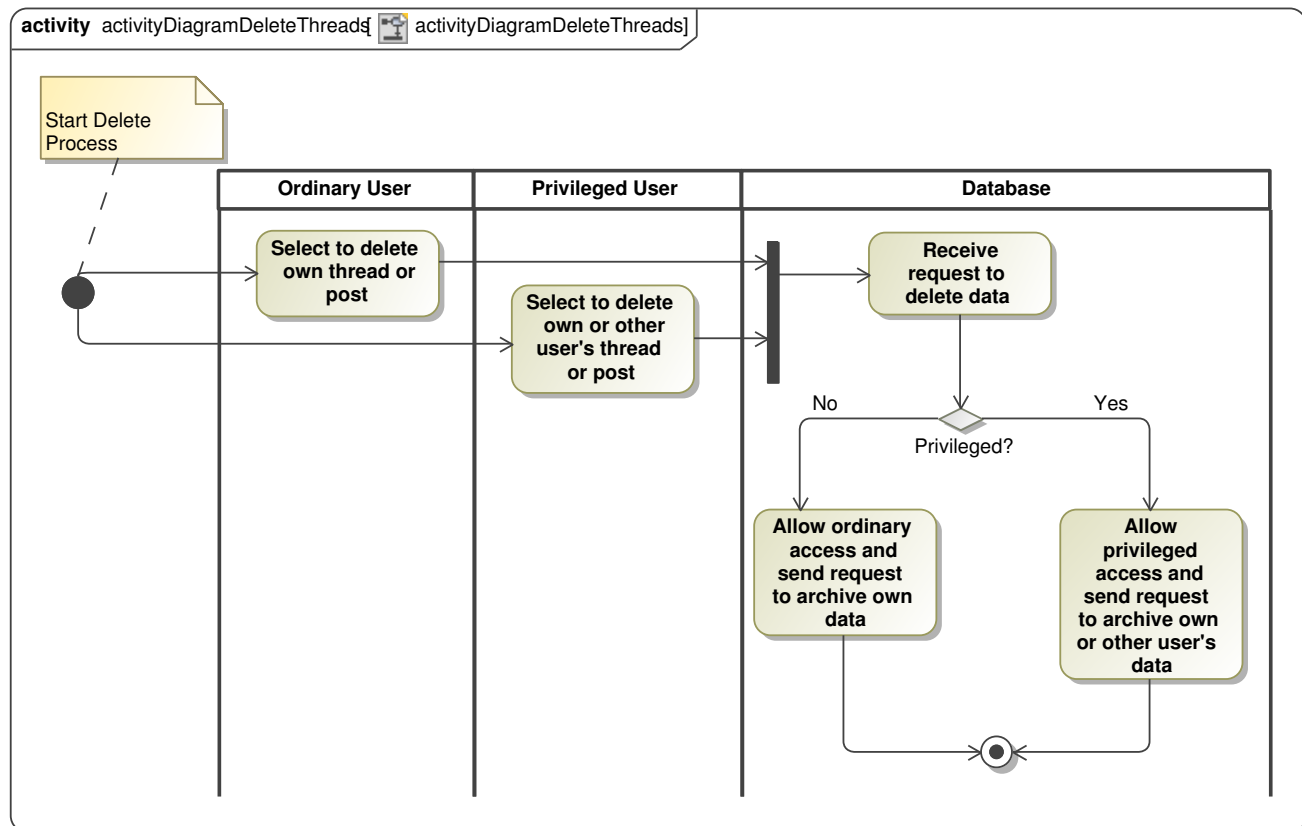 activity activityDiagramDeleteThreads[ activityDiagramDeleteThreads]
Start Delete
Process
Ordinary User
Privileged User
Database
Select to delete
own thread or
post
Select to delete
own or other
user's thread
or post
Receive
request to
delete data
No
Yes
Privileged?
Allow ordinary
access and
send request
to archive own
data
Allow
privileged
access and
send request
to archive own
or other user's
data